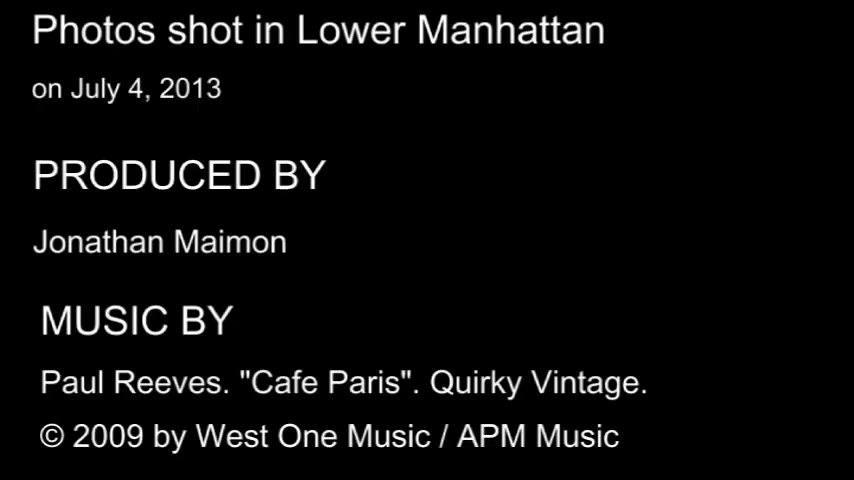 Photos shot in Lower Manhattan
on July 4, 2013
PRODUCED BY
Jonathan Maimon
MUSIC BY
Paul Reeves. "Cafe Paris". Quirky Vintage.
© 2009 by West One Music / APM Music